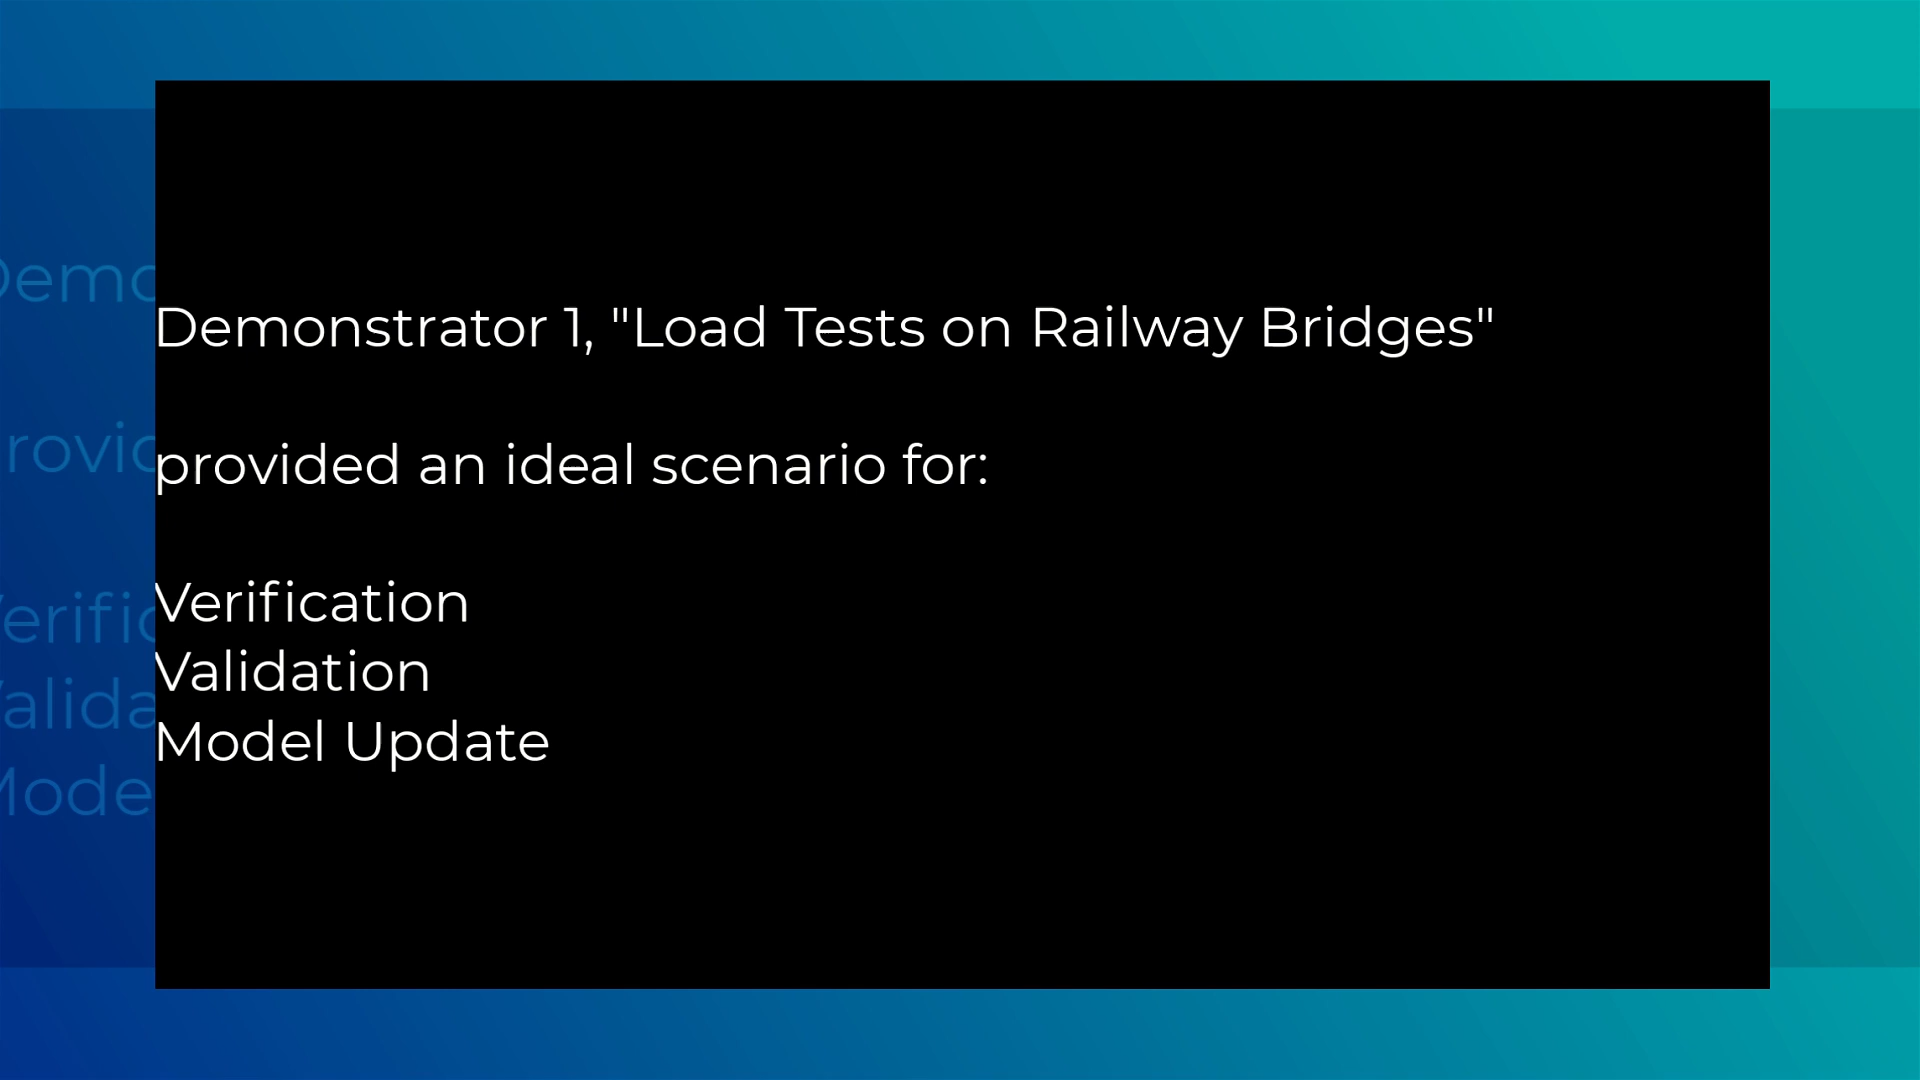 Demonstrator 1, "Load Tests on Railway Bridges"
provided an ideal scenario for:
Verification
Validation
Model Update